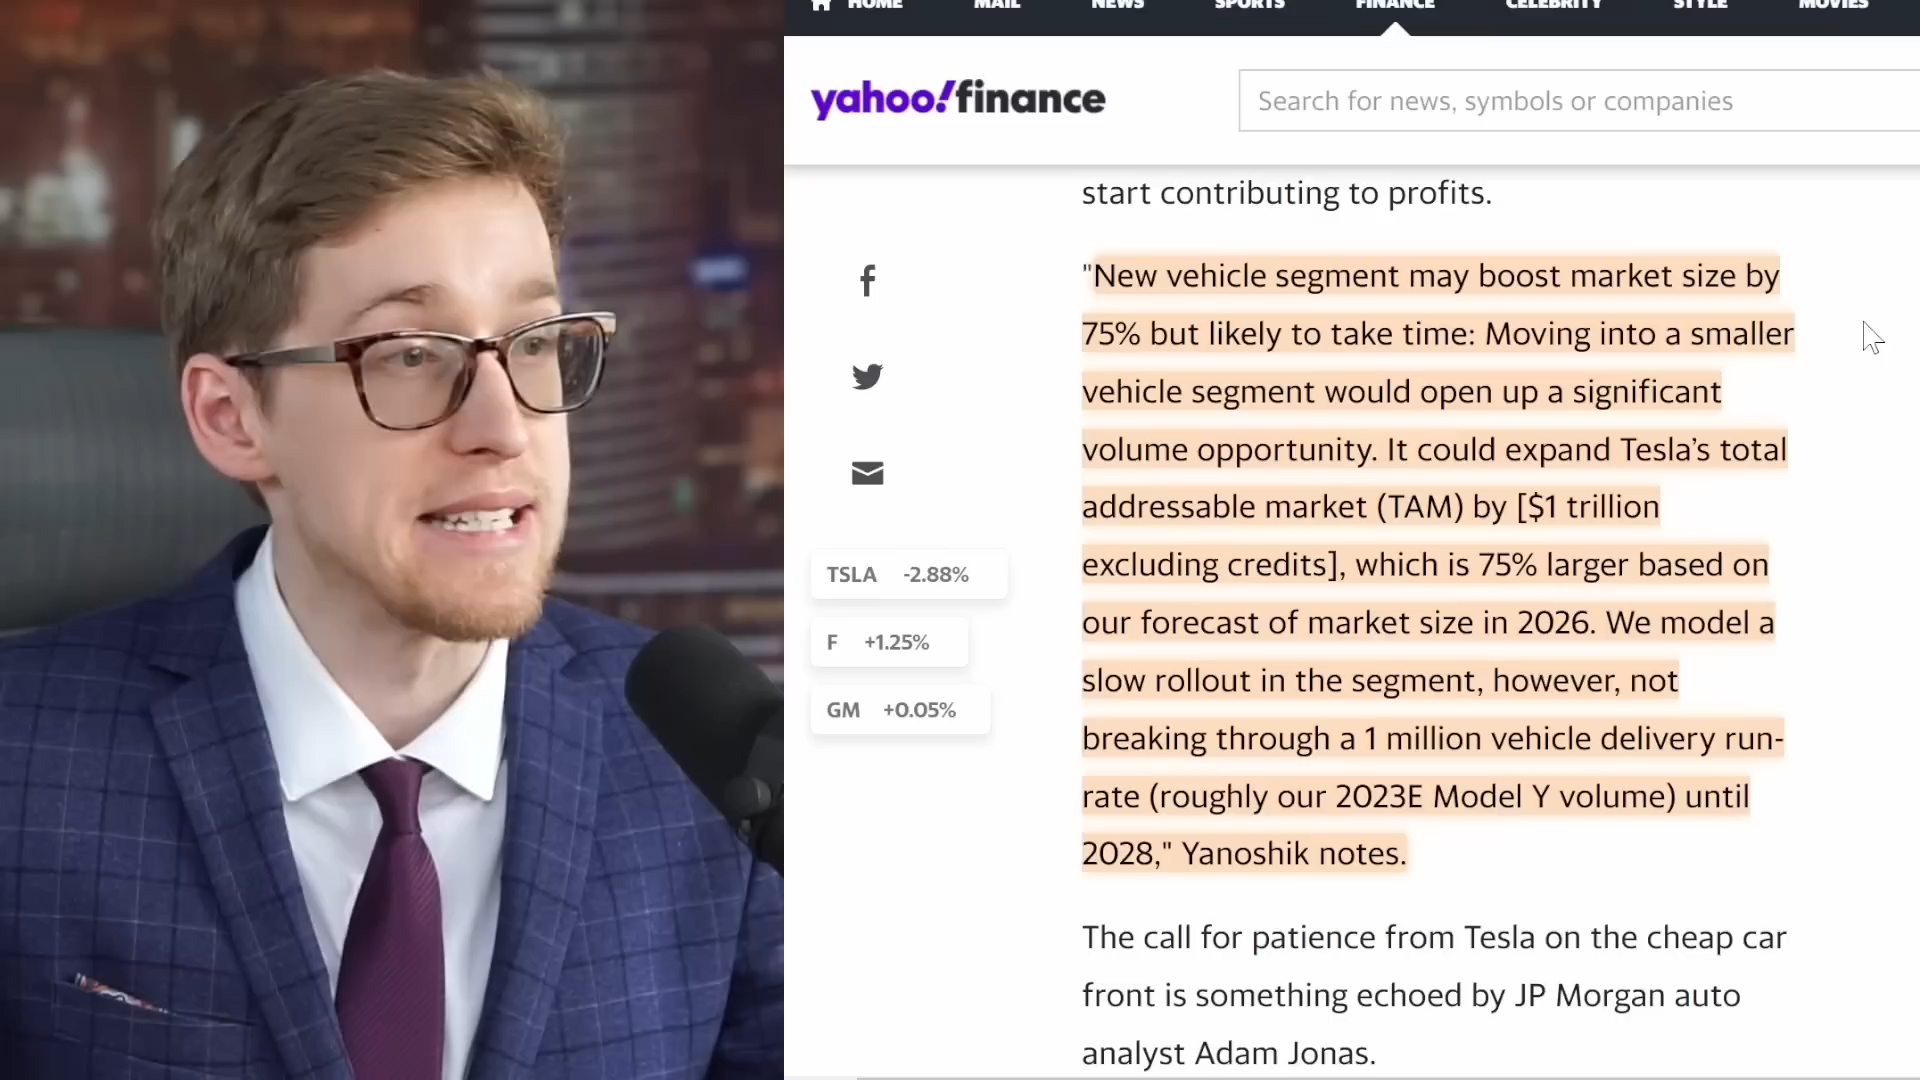 HOME MAIL NEWS SPORTS FINANCE CELEBRITY STYLE MOVIES
yahoo!finance
Search for news, symbols or companies
start contributing to profits.
"New vehicle segment may boost market size by
75% but likely to take time: Moving into a smaller
vehicle segment would open up a significant
volume opportunity. It could expand Tesla’s total
addressable market (TAM) by [$1 trillion
excluding credits], which is 75% larger based on
our forecast of market size in 2026. We model a
slow rollout in the segment, however, not
breaking through a 1 million vehicle delivery run-
rate (roughly our 2023E Model Y volume) until
2028," Yanoshik notes.
The call for patience from Tesla on the cheap car
front is something echoed by JP Morgan auto
analyst Adam Jonas.
TSLA -2.88%
F +1.25%
GM +0.05%